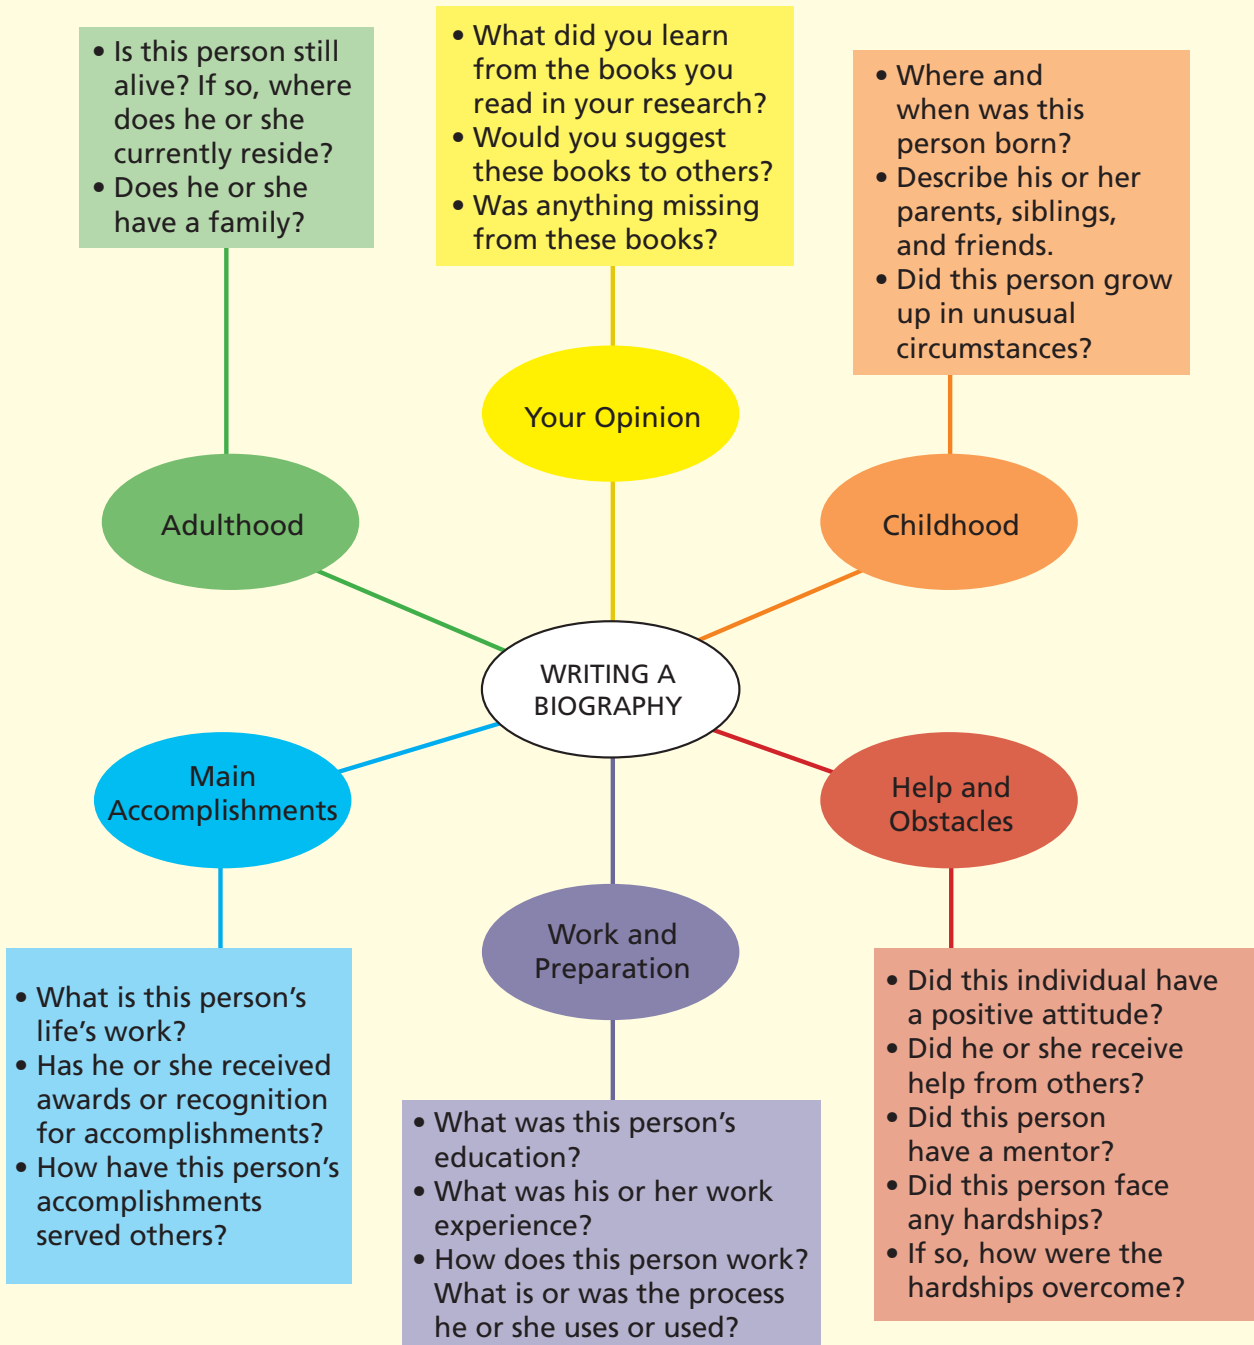 • Is this person still
alive? If so, where
does he or she
currently reside?
• Does he or she
have a family?
• What did you learn
from the books you
read in your research?
• Would you suggest
these books to others?
• Was anything missing
from these books?
• Where and
when was this
person born?
• Describe his or her
parents, siblings,
and friends.
• Did this person grow
up in unusual
circumstances?
Adulthood
Your Opinion
Childhood
WRITING A
BIOGRAPHY
Main
Accomplishments
Work and
Preparation
Help and
Obstacles
• What is this person’s
life’s work?
• Has he or she received
awards or recognition
for accomplishments?
• How have this person’s
accomplishments
served others?
• What was this person’s
education?
• What was his or her work
experience?
• How does this person work?
What is or was the process
he or she uses or used?
• Did this individual have
a positive attitude?
• Did he or she receive
help from others?
• Did this person
have a mentor?
• Did this person face
any hardships?
• If so, how were the
hardships overcome?